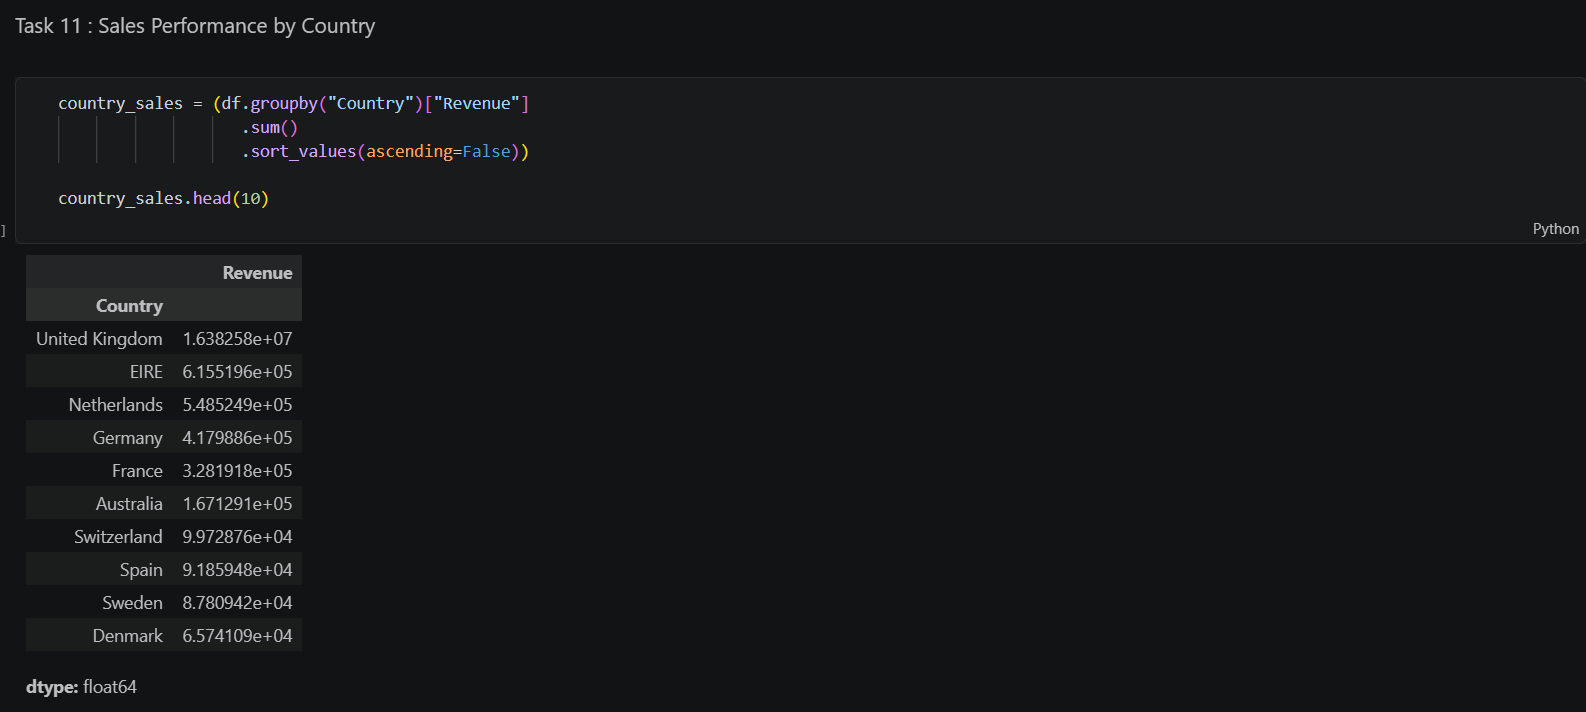 Task 11 : Sales Performance by Country
country_sales = (df.groupby("Country")["Revenue"]
.sum()
.sort_values(ascending=False))
country_sales.head(10)
]
Python
Revenue
Country
United Kingdom 1.638258e+07
EIRE 6.155196e+05
Netherlands 5.485249e+05
Germany 4.179886e+05
France 3.281918e+05
Australia 1.671291e+05
Switzerland 9.972876e+04
Spain 9.185948e+04
Sweden 8.780942e+04
Denmark 6.574109e+04
dtype: float64